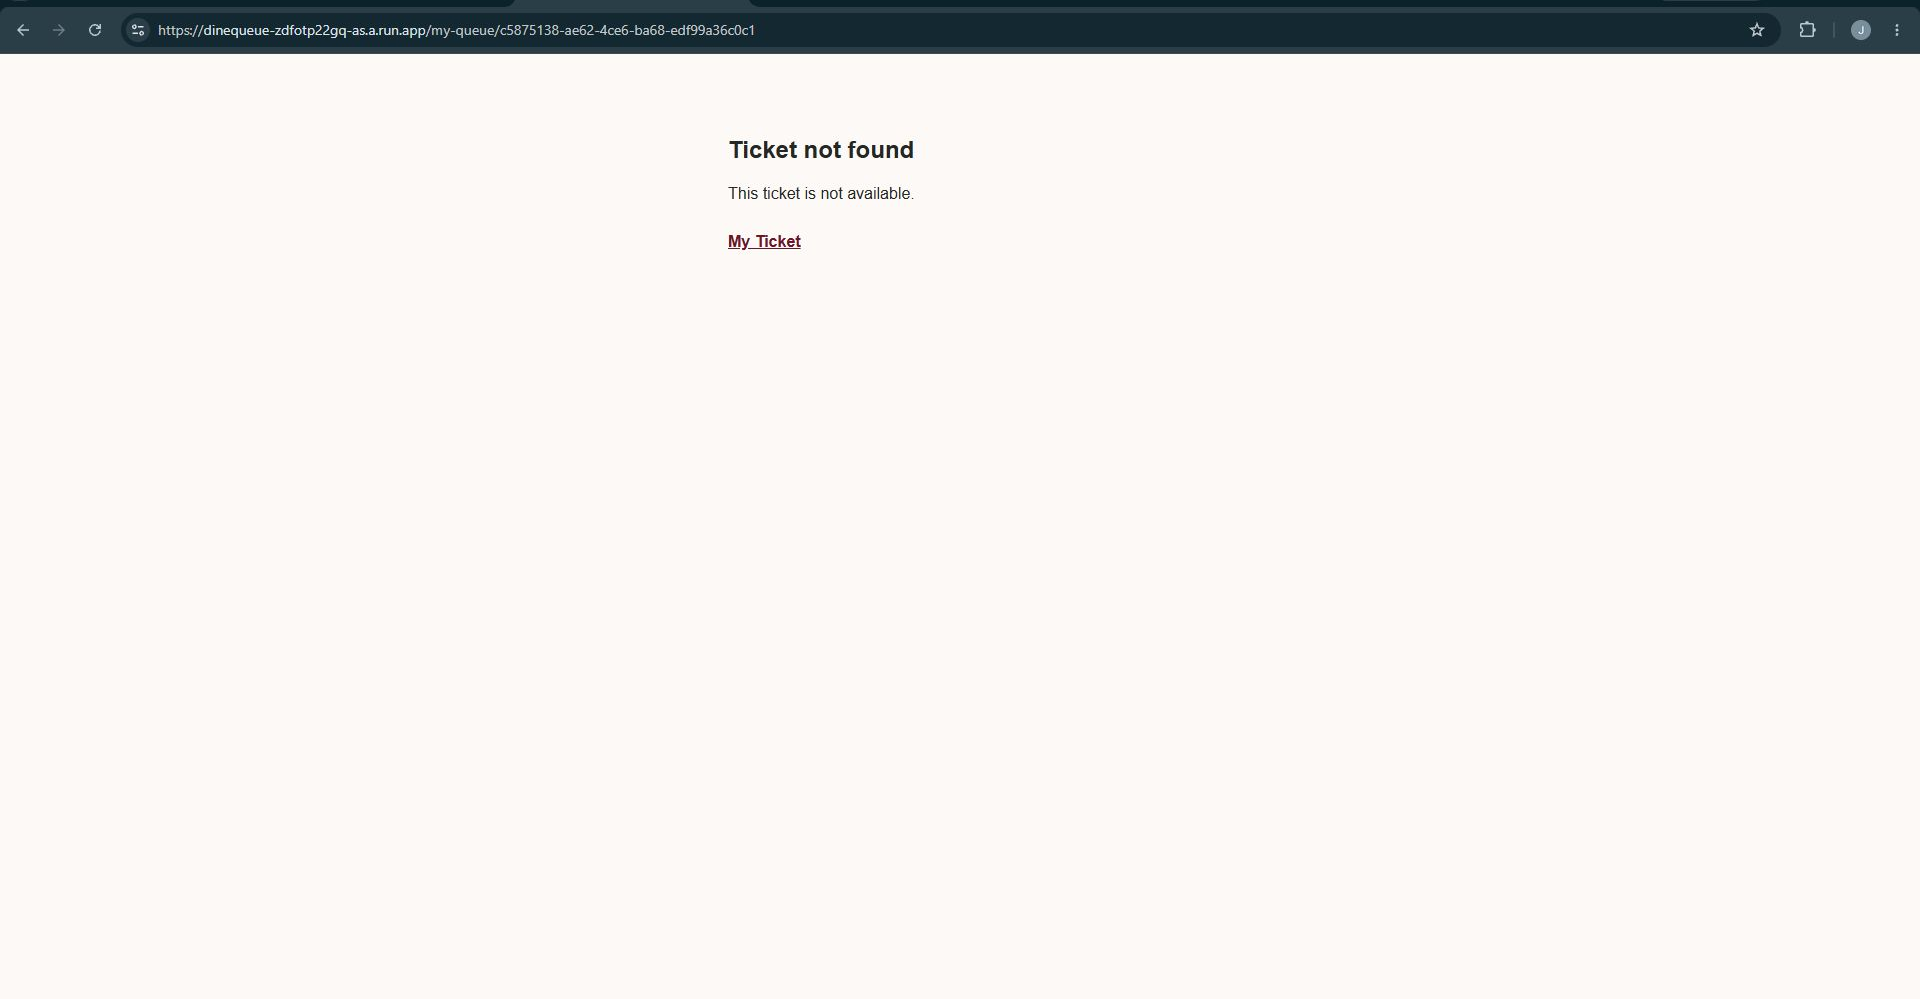 https://dinequeue-zdfotp22gq-as.a.run.app/my-queue/c5875138-ae62-4ce6-ba68-edf99a36c0c1
J
Ticket not found
This ticket is not available.
My Ticket